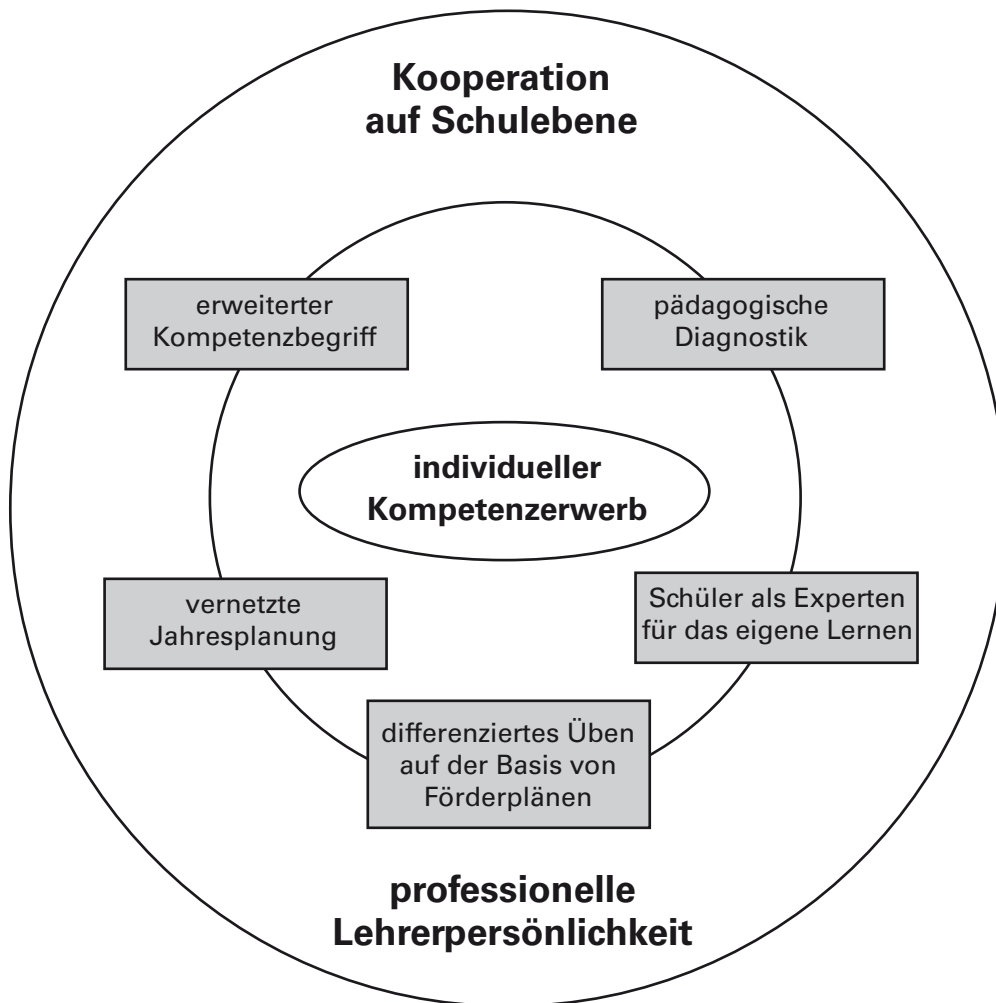 Kooperation
auf Schulebene
erweiterter
Kompetenzbegriff
pädagogische
Diagnostik
individueller
Kompetenzerwerb
vernetzte
Jahresplanung
Schüler als Experten
für das eigene Lernen
differenziertes Üben
auf der Basis von
Förderplänen
professionelle
Lehrerpersönlichkeit